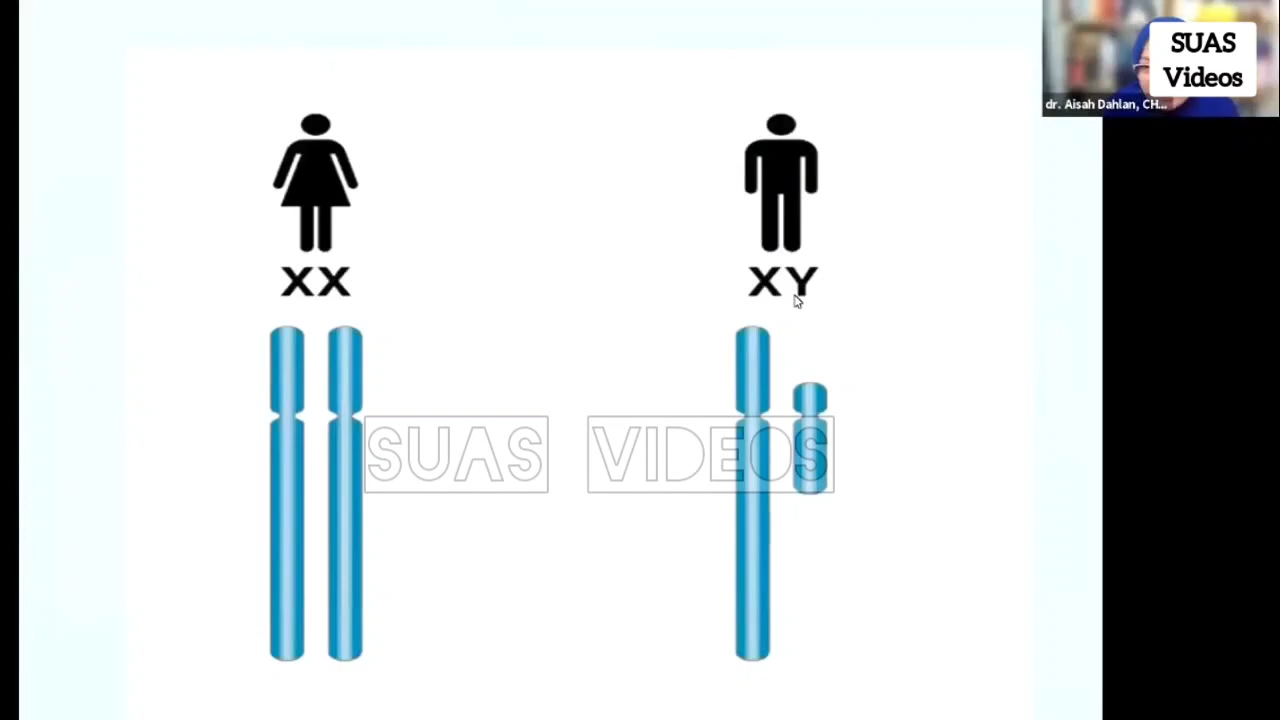 SUAS
Videos
dr. Aisah Dahlan, CH...
XX
XY
SUAS VIDEOS